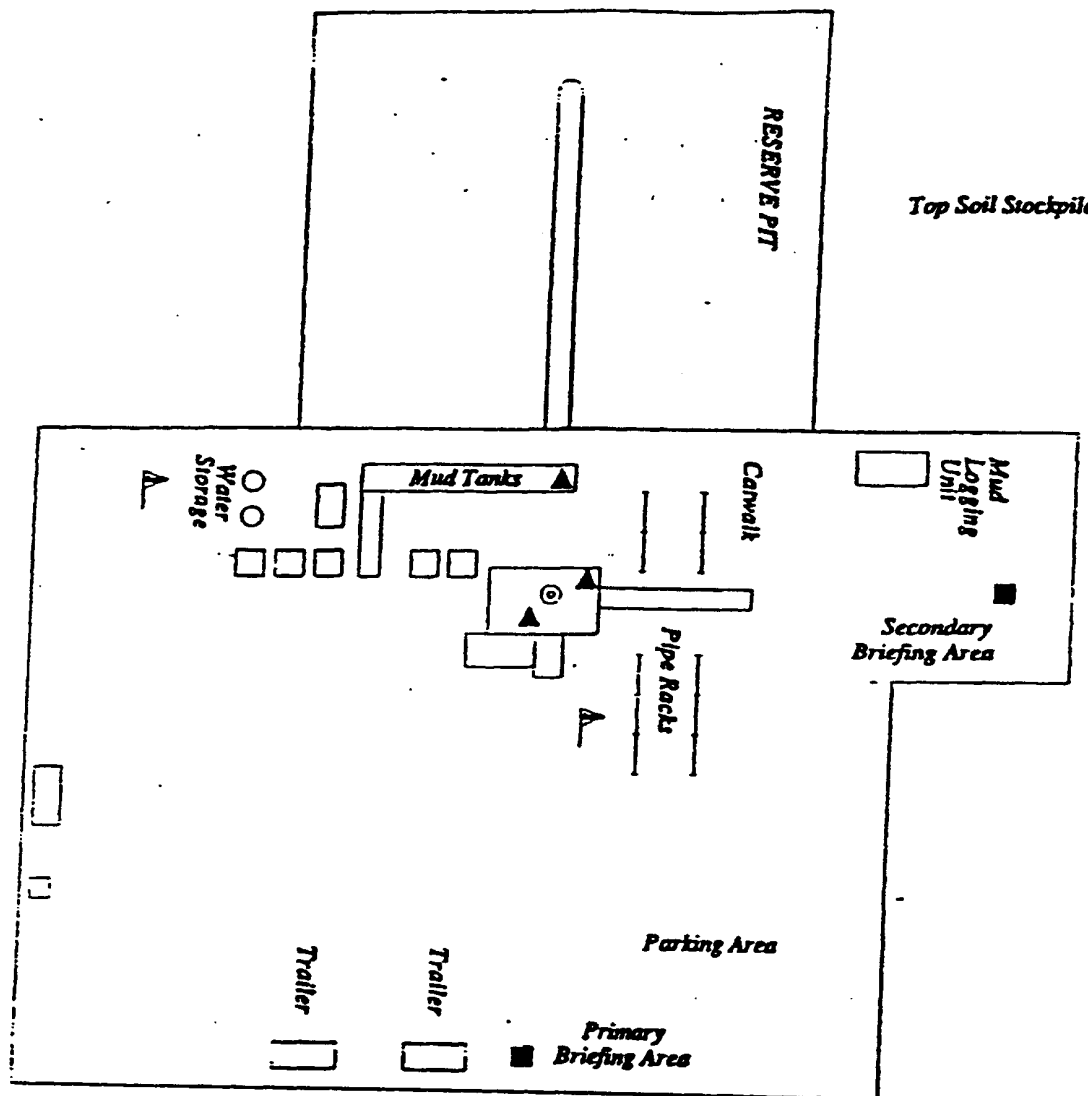 RESERVE PIT
Top Soil Stockpile
Mud Tanks
Water
Storage
Catwalk
Mud
Logging
Unit
Secondary
Briefing Area
Pipe Racks
Parking Area
Trailer
Trailer
Primary
Briefing Area